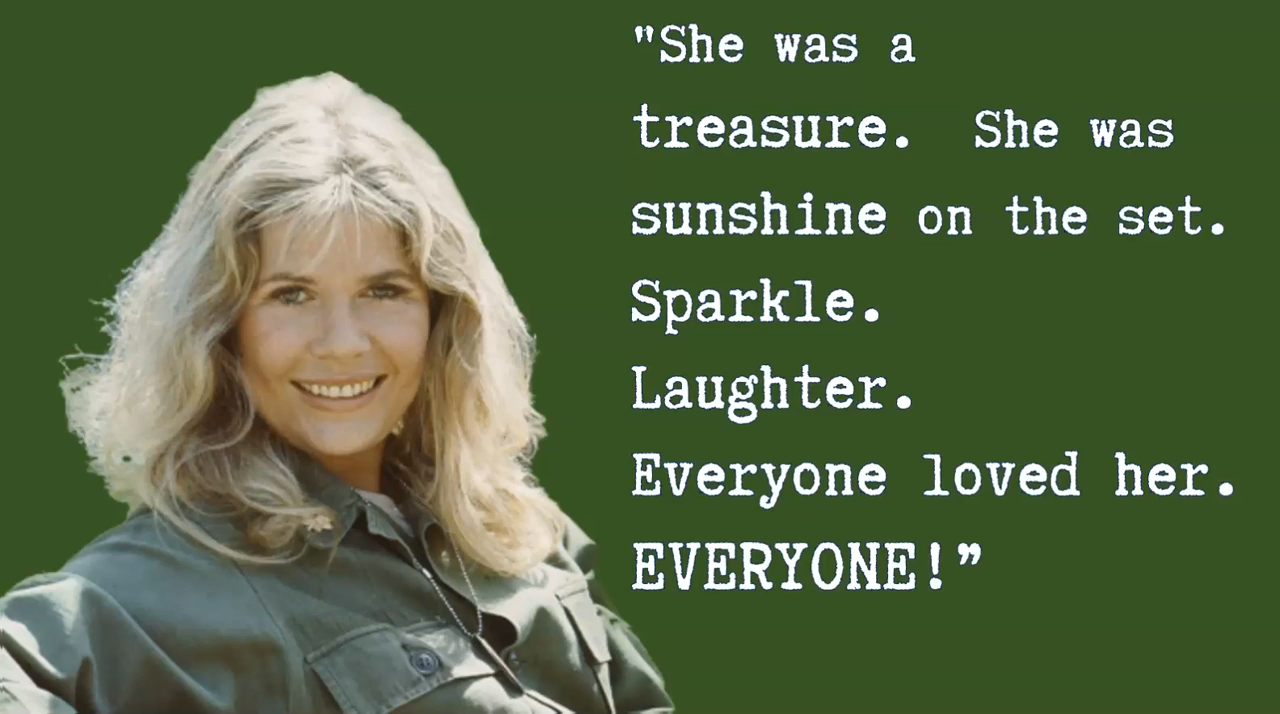 "She was a
treasure.  She was
sunshine on the set.
Sparkle.
Laughter.
Everyone loved her.
EVERYONE!”